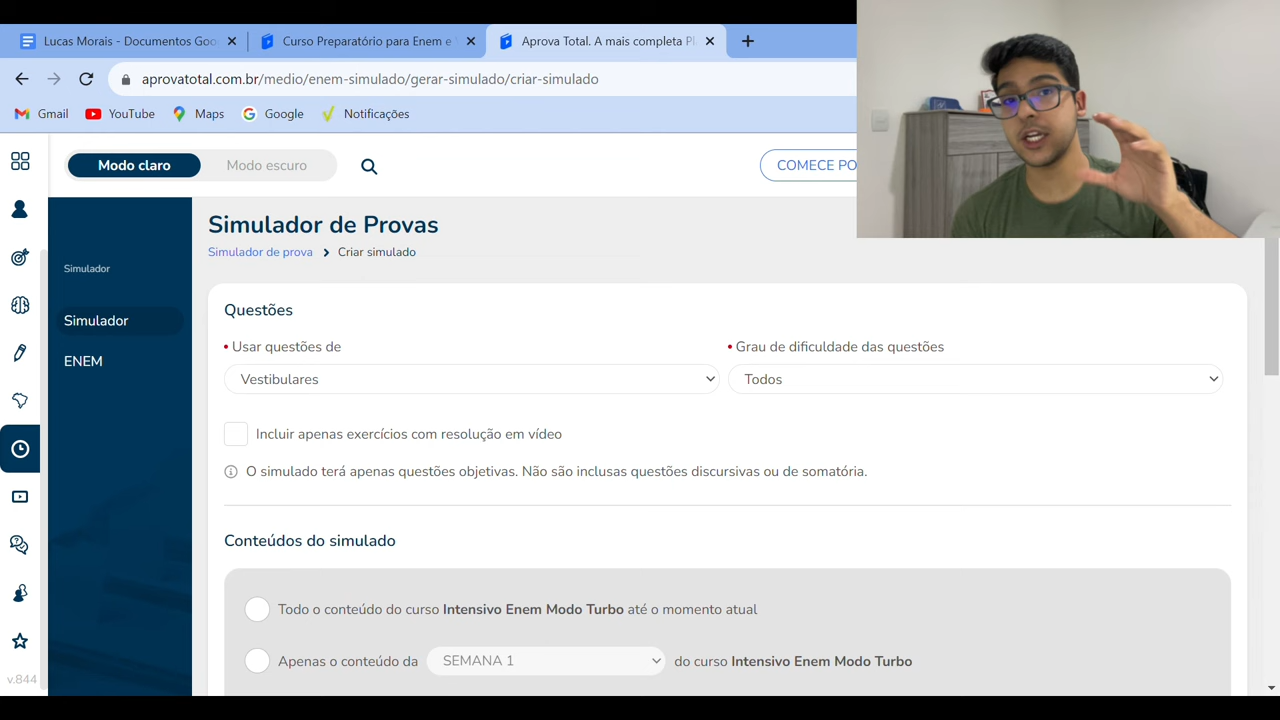 Lucas Morais - Documentos Goo
Curso Preparatório para Enem e
Aprova Total. A mais completa Pl
aprovatotal.com.br/medio/enem-simulado/gerar-simulado/criar-simulado
Gmail
YouTube
Maps
Google
Notificações
Modo claro
Modo escuro
COMECE PO
Simulador de Provas
Simulador de prova
Criar simulado
Simulador
Simulador
ENEM
Questões
• Usar questões de
• Grau de dificuldade das questões
Vestibulares
Todos
Incluir apenas exercícios com resolução em vídeo
O simulado terá apenas questões objetivas. Não são inclusas questões discursivas ou de somatória.
Conteúdos do simulado
Todo o conteúdo do curso Intensivo Enem Modo Turbo até o momento atual
Apenas o conteúdo da SEMANA 1 do curso Intensivo Enem Modo Turbo
v.844